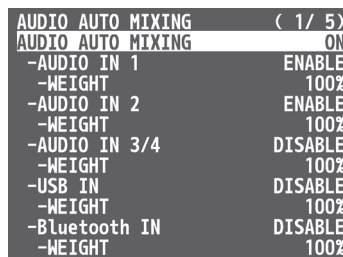 AUDIO AUTO MIXING ( 1/ 5)
AUDIO AUTO MIXING ON
-AUDIO IN 1 ENABLE
-WEIGHT 100%
-AUDIO IN 2 ENABLE
-WEIGHT 100%
-AUDIO IN 3/4 DISABLE
-WEIGHT 100%
-USB IN DISABLE
-WEIGHT 100%
-Bluetooth IN DISABLE
-WEIGHT 100%